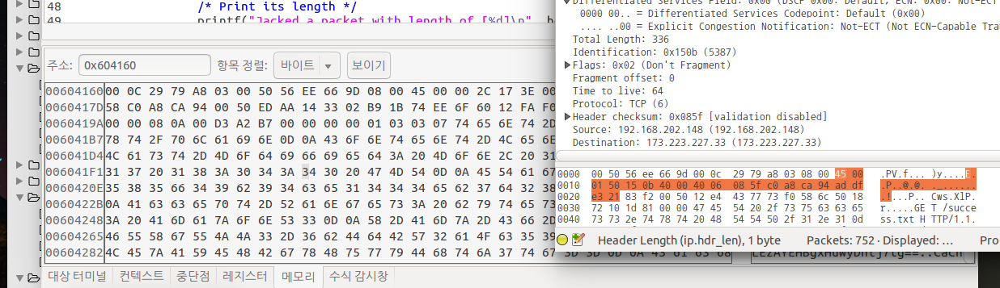 48 /* Print its length */
49 printf("Jacked a packet with length of [%d]\n", h
주소: 0x604160 항목 정렬: 바이트 보이기
00604160 00 0C 29 79 A8 03 00 50 56 EE 66 9D 08 00 45 00 00 2C 17 3E 00
0060417D 58 C0 A8 CA 94 00 50 ED AA 14 33 02 B9 1B 74 EE 6F 60 12 FA F0
0060419A 00 00 08 0A 00 D3 A2 B7 00 00 00 00 01 03 03 07 74 65 6E 74 2D
006041B7 78 74 2F 70 6C 61 69 6E 0D 0A 43 6F 6E 74 65 6E 74 2D 4C 65 6E
006041D4 4C 61 73 74 2D 4D 6F 64 69 66 69 65 64 3A 20 4D 6F 6E 2C 20 31
006041F1 31 37 20 31 38 3A 30 34 3A 34 30 20 47 4D 54 0D 0A 45 54 61 67
0060420E 35 38 35 66 34 39 62 39 34 63 65 31 34 34 34 65 62 37 64 32 38
0060422B 0A 41 63 63 65 70 74 2D 52 61 6E 67 65 73 3A 20 62 79 74 65 73
00604248 3A 20 41 6D 61 7A 6F 6E 53 33 0D 0A 58 2D 41 6D 7A 2D 43 66 2D
00604265 46 55 58 67 55 4A 4A 33 2D 36 62 44 64 42 57 32 61 4F 63 35 39
00604282 4C 45 7A 41 59 45 48 42 67 78 48 75 77 79 44 68 74 6A 37 74 67 3D 3D 0D 0A 43 61 63 68 LEZAYEHBgxHuwyDhtj7tg==..Cach
대상 터미널 컨텍스트 중단점 레지스터 메모리 수식 감시창
Differentiated Services Field: 0x00 (DSCP 0x00: Default; ECN: 0x00: Not-ECT
0000 00.. = Differentiated Services Codepoint: Default (0x00)
.... ..00 = Explicit Congestion Notification: Not-ECT (Not ECN-Capable Tra
Total Length: 336
Identification: 0x150b (5387)
Flags: 0x02 (Don't Fragment)
Fragment offset: 0
Time to live: 64
Protocol: TCP (6)
Header checksum: 0x085f [validation disabled]
Source: 192.168.202.148 (192.168.202.148)
Destination: 173.223.227.33 (173.223.227.33)
0000 00 50 56 ee 66 9d 00 0c 29 79 a8 03 08 00 45 00 .PV.f... )y....E.
0010 01 50 15 0b 40 00 40 06 08 5f c0 a8 ca 94 ad df .P..@.@. ._......
0020 e3 21 83 f2 00 50 12 e4 43 77 73 f0 58 6c 50 18 .!...P.. Cws.XlP.
0030 72 10 1d 81 00 00 47 45 54 20 2f 73 75 63 63 65 r.....GE T /succe
0040 73 73 2e 74 78 74 20 48 54 54 50 2f 31 2e 31 0d ss.txt H TTP/1.1.
Header Length (ip.hdr_len), 1 byte Packets: 752 · Displayed: … Pro